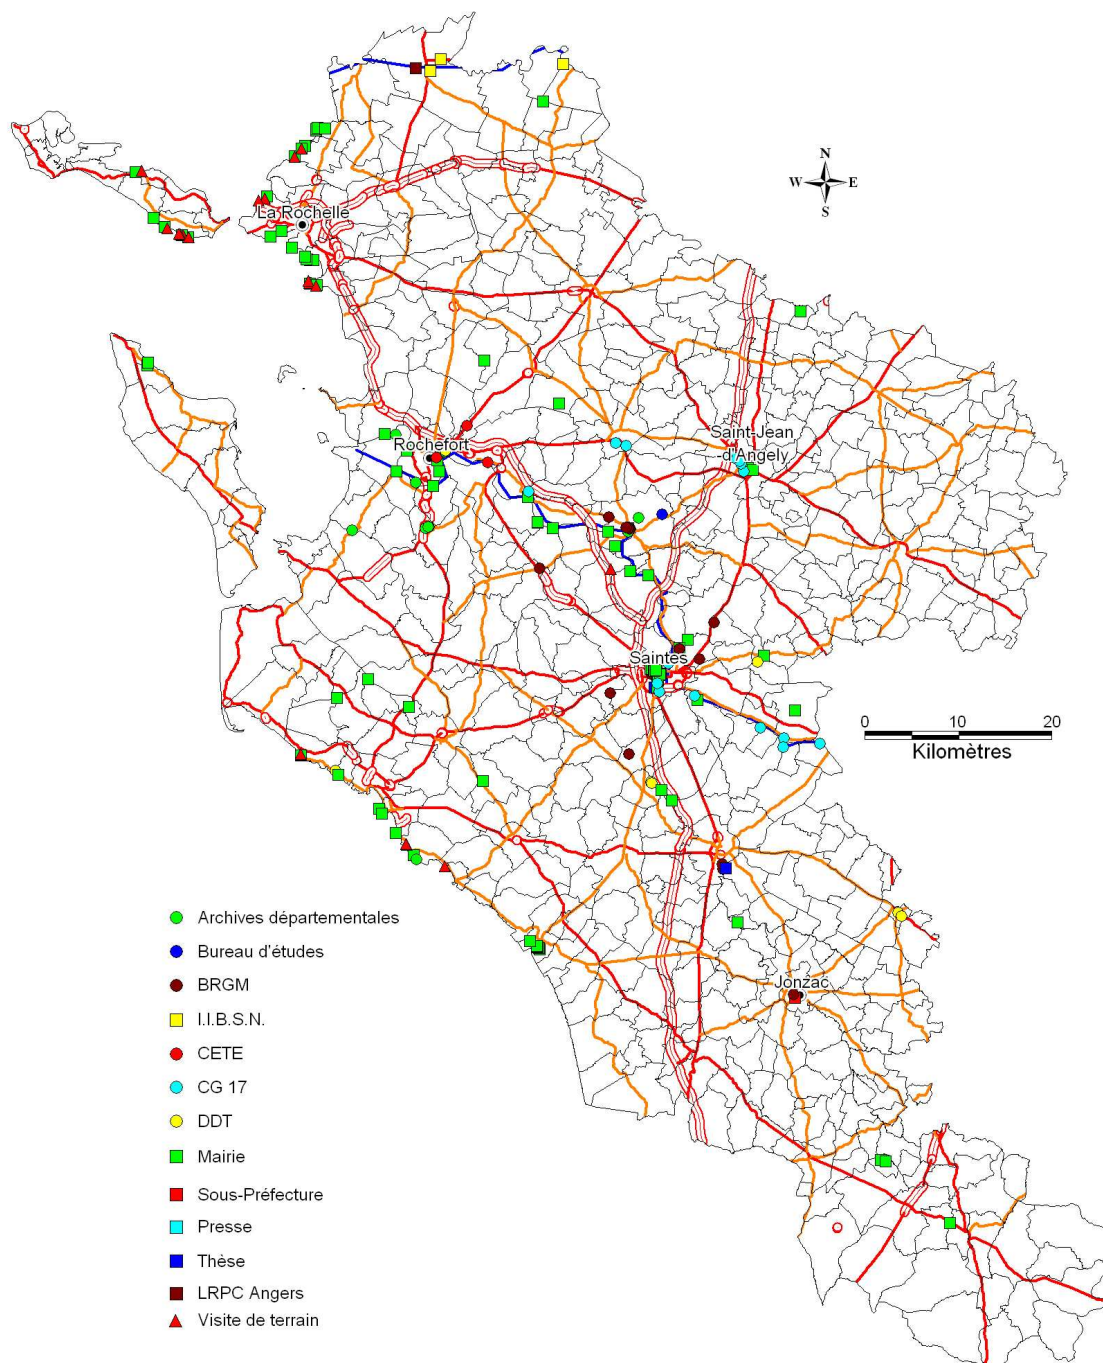 N
W E
S
La Rochelle
Rochefort
Saint-Jean
d'Angely
Saintes
0 10 20
Kilomètres
Jonzac
Archives départementales
Bureau d'études
BRGM
I.I.B.S.N.
CETE
CG 17
DDT
Mairie
Sous-Préfecture
Presse
Thèse
LRPC Angers
Visite de terrain